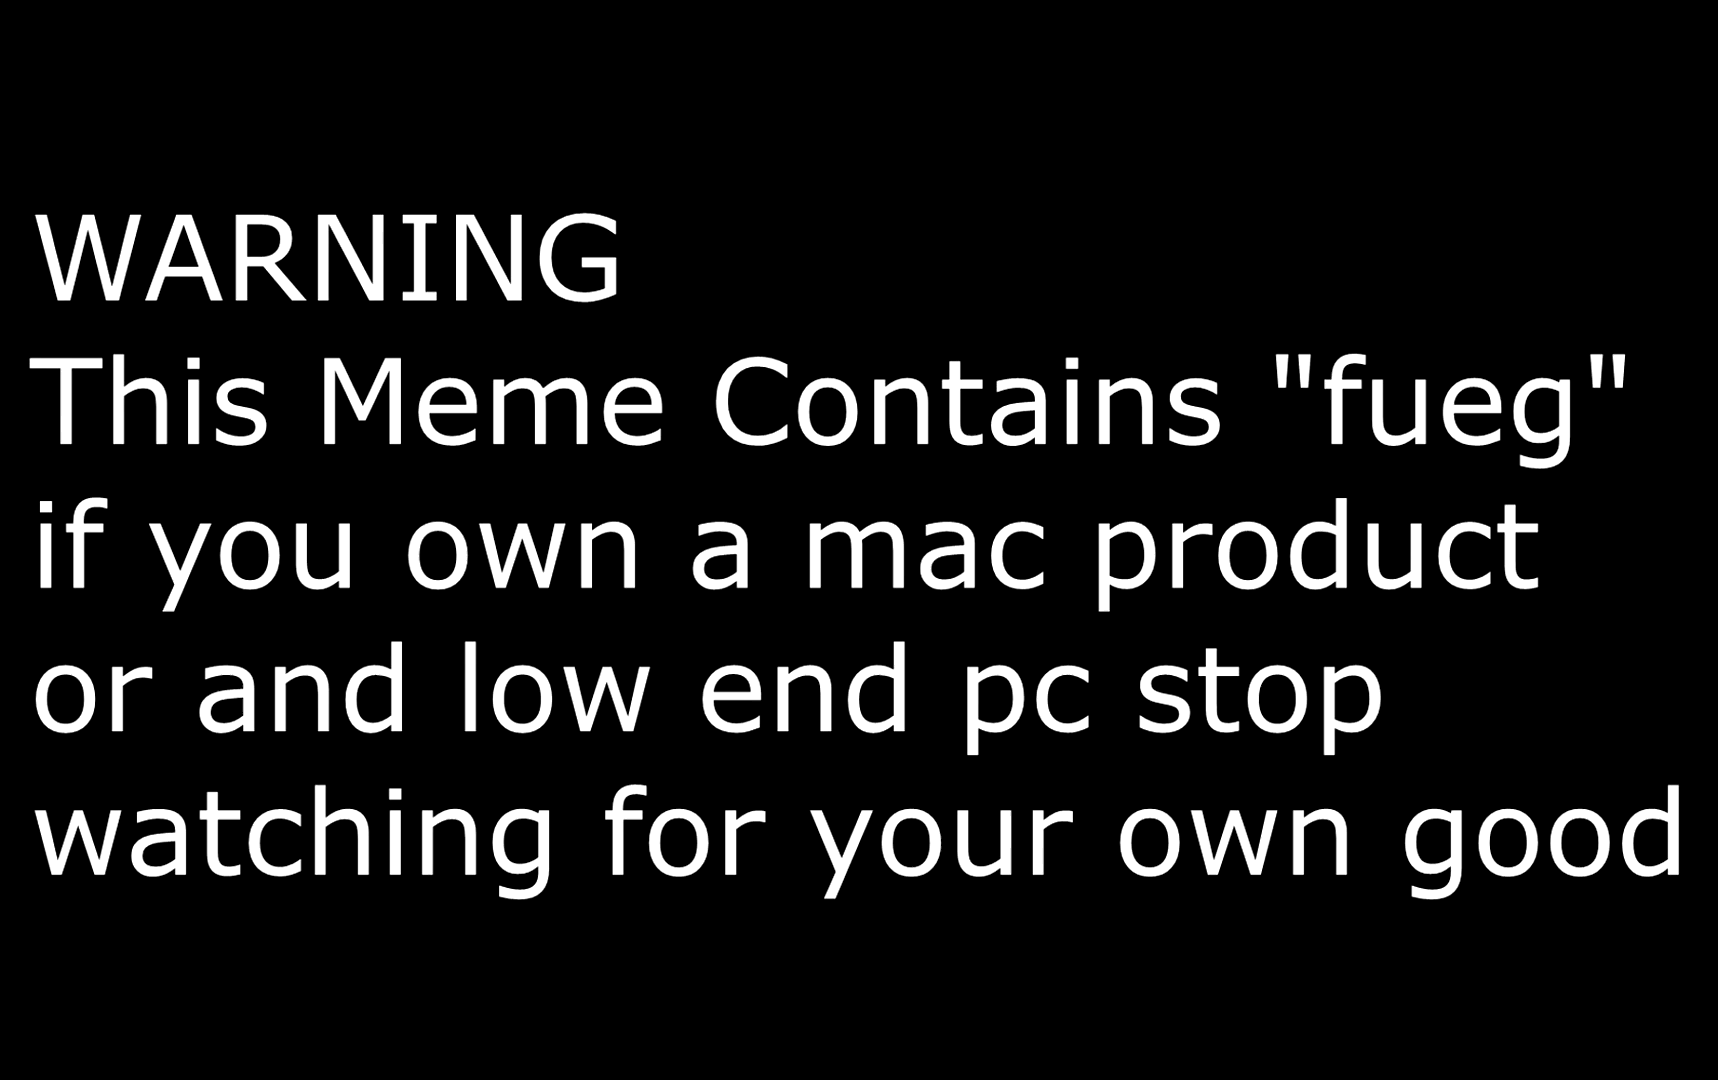 WARNING
This Meme Contains "fueg"
if you own a mac product
or and low end pc stop
watching for your own good